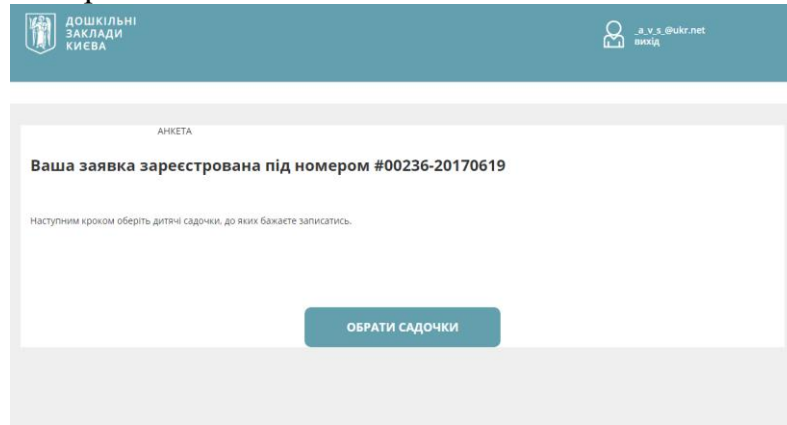 ДОШКІЛЬНІ
ЗАКЛАДИ
КИЄВА
_a_v_s_@ukr.net
вихід
АНКЕТА
Ваша заявка зареєстрована під номером #00236-20170619
Наступним кроком оберіть дитячі садочки, до яких бажаєте записатись.
ОБРАТИ САДОЧКИ